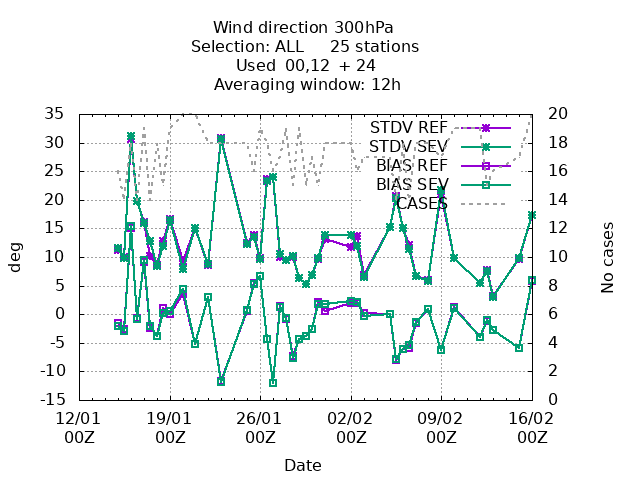 Wind direction 300hPa
Selection: ALL 25 stations
Used 00,12 + 24
Averaging window: 12h
35 20
30 18
25 16
20 14
15 12
10 10
5 8
0 6
-5 4
-10 2
-15 0
deg
No cases
STDV REF
STDV SEV
BIAS REF
BIAS SEV
CASES
12/01 19/01 26/01 02/02 09/02 16/02
00Z 00Z 00Z 00Z 00Z 00Z
Date